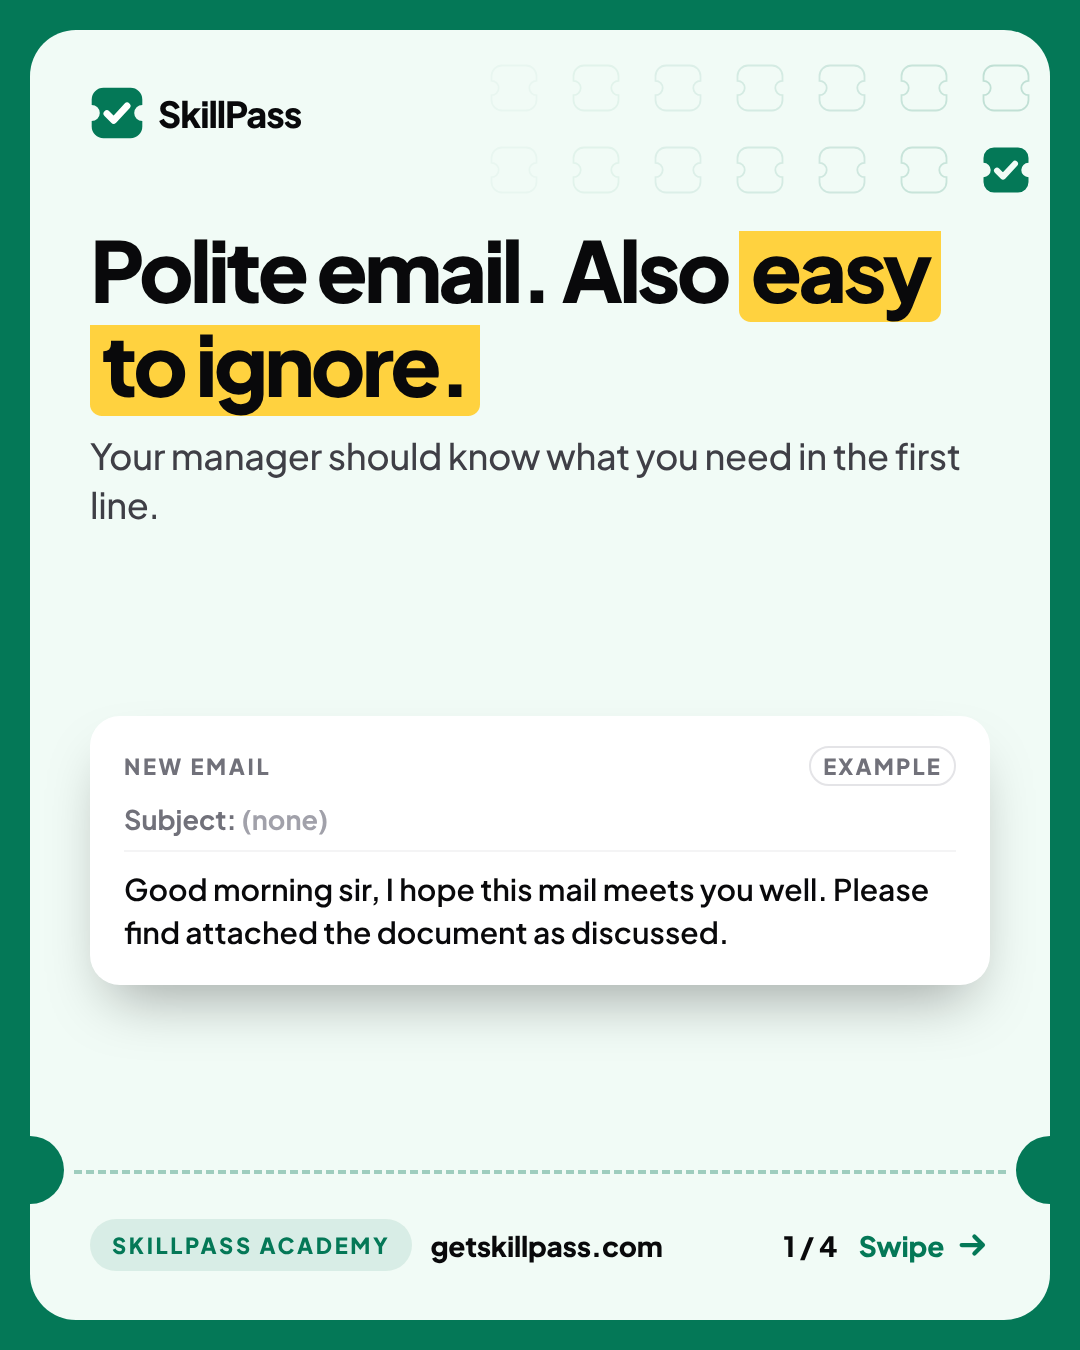 SkillPass
Polite email. Also easy
to ignore.
Your manager should know what you need in the first
line.
NEW EMAIL
EXAMPLE
Subject: (none)
Good morning sir, I hope this mail meets you well. Please
find attached the document as discussed.
SKILLPASS ACADEMY getskillpass.com 1 / 4 Swipe →